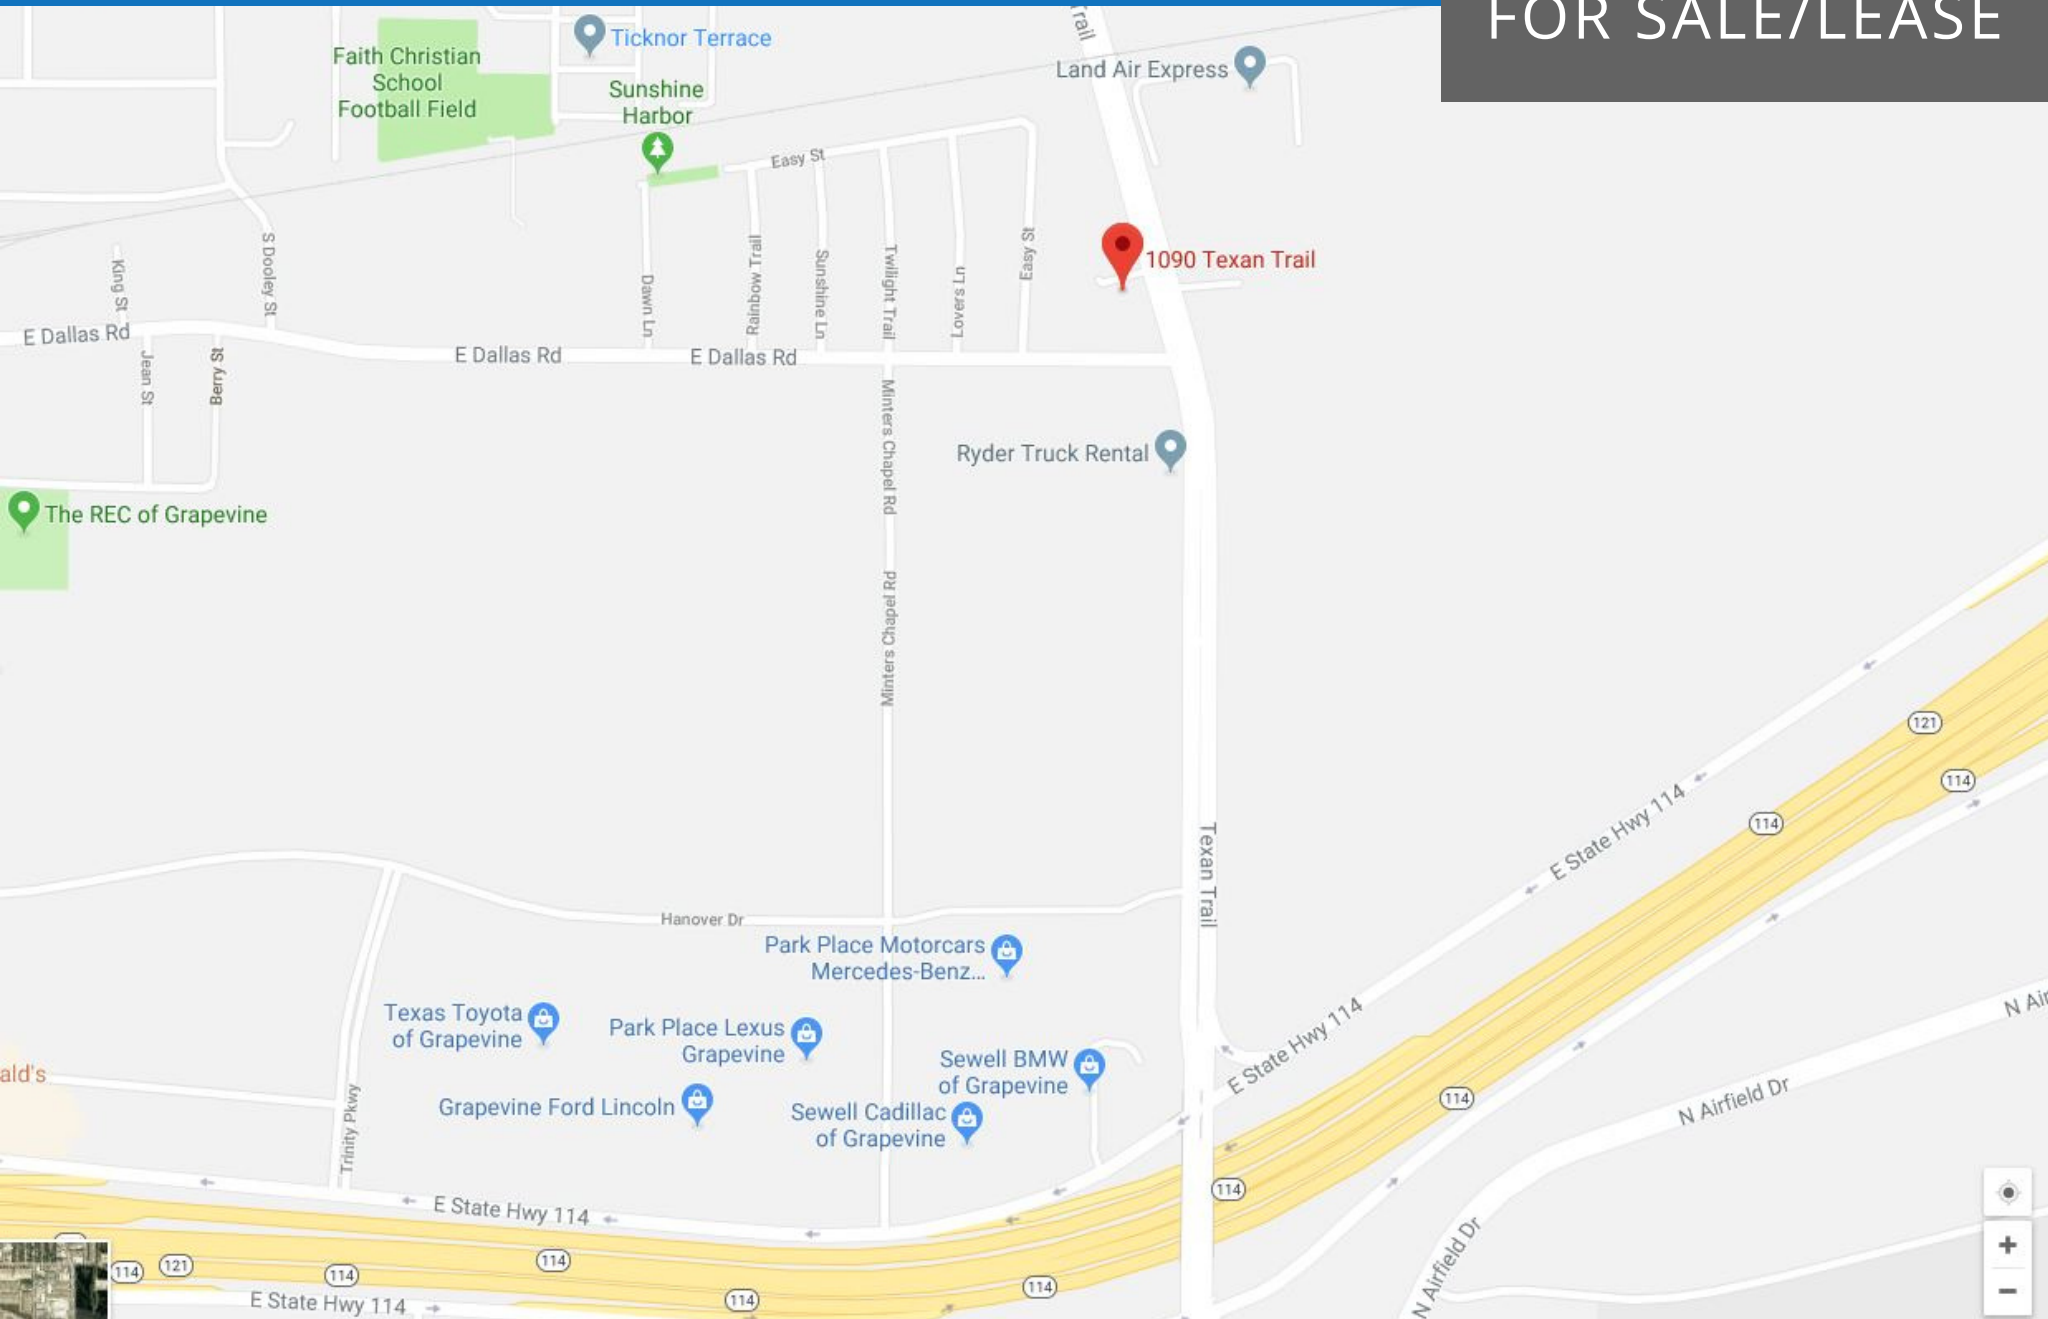 FOR SALE/LEASE
Trail
Ticknor Terrace
Faith Christian
School
Football Field
Land Air Express
Sunshine
Harbor
Easy St
King St
S Dooley St
Dawn Ln
Rainbow Trail
Sunshine Ln
Twilight Trail
Lovers Ln
Easy St
1090 Texan Trail
E Dallas Rd
E Dallas Rd
E Dallas Rd
Jean St
Berry St
Minters Chapel Rd
Ryder Truck Rental
The REC of Grapevine
Minters Chapel Rd
121
114
114
E State Hwy 114
Texan Trail
Hanover Dr
Park Place Motorcars
Mercedes-Benz...
Texas Toyota
of Grapevine
Park Place Lexus
Grapevine
Sewell BMW
of Grapevine
E State Hwy 114
N Air
ald's
Grapevine Ford Lincoln
Sewell Cadillac
of Grapevine
114
N Airfield Dr
Trinity Pkwy
114
E State Hwy 114
N Airfield Dr
114
121
114
114
114
114
E State Hwy 114
+
−